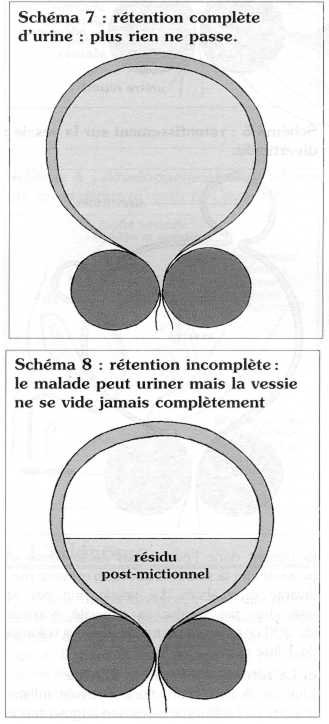 Schéma 7 : rétention complète
d'urine : plus rien ne passe.
Schéma 8 : rétention incomplète :
le malade peut uriner mais la vessie
ne se vide jamais complètement
résidu
post-mictionnel